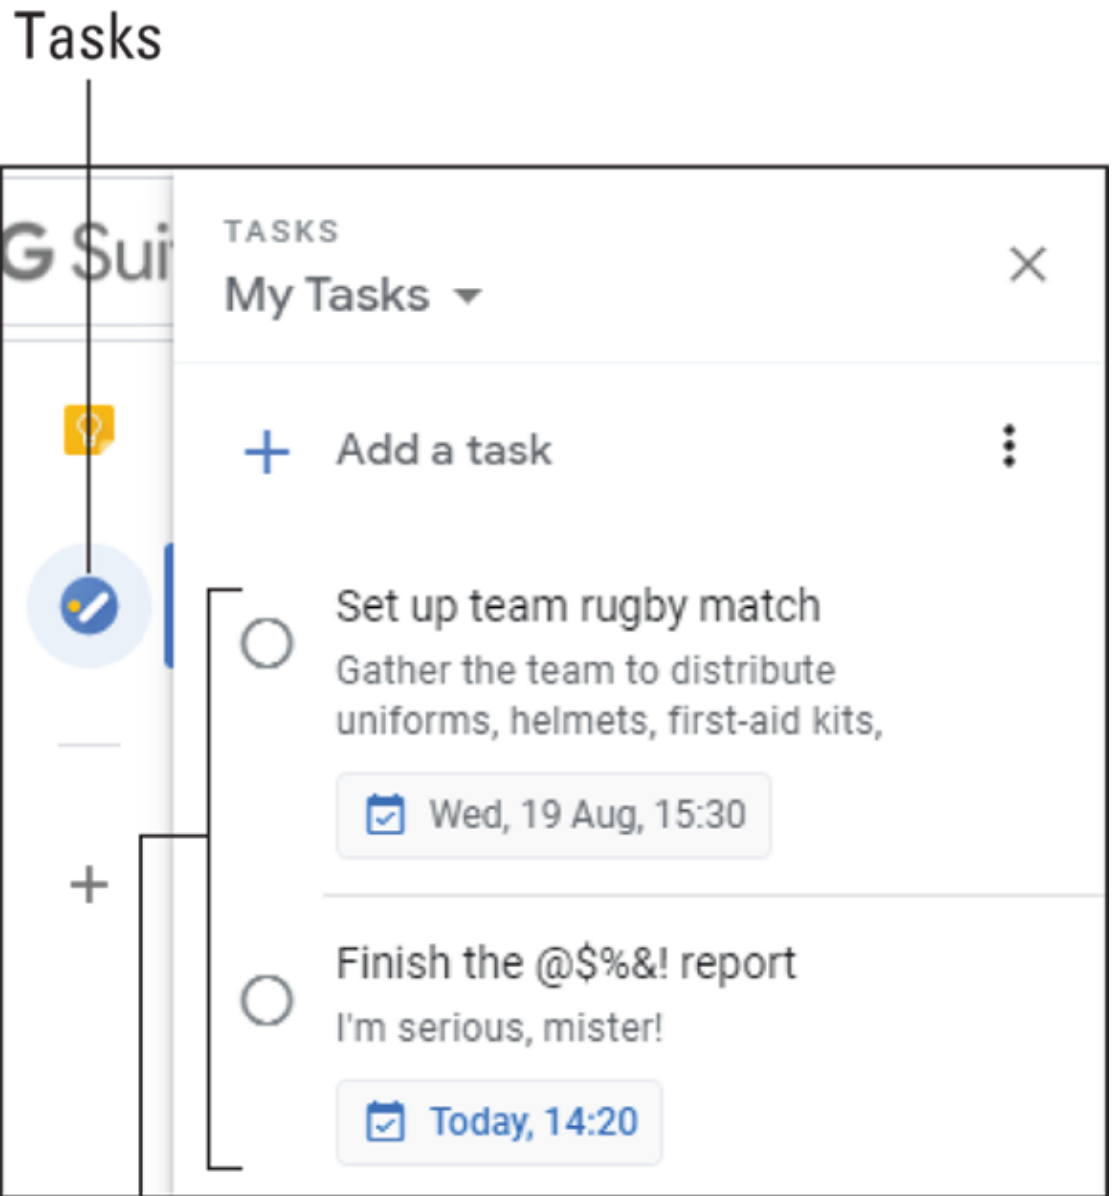 Tasks
G Sui
TASKS
My Tasks
Add a task
Set up team rugby match
Gather the team to distribute
uniforms, helmets, first-aid kits,
Wed, 19 Aug, 15:30
Finish the @$%&! report
I'm serious, mister!
Today, 14:20